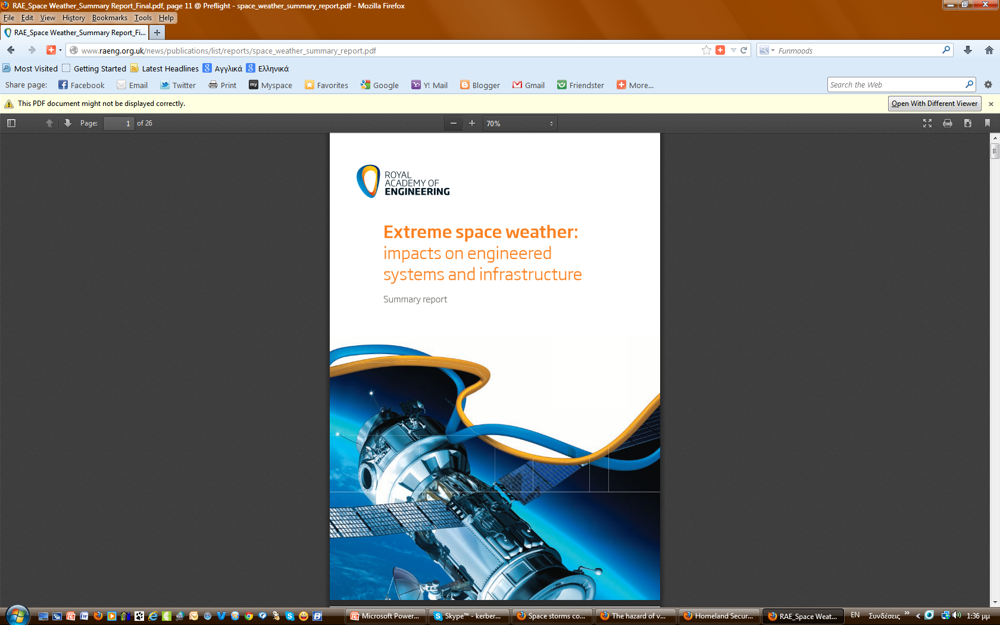 RAE_Space Weather_Summary Report_Final.pdf, page 11 @ Preflight - space_weather_summary_report.pdf - Mozilla Firefox
File Edit View History Bookmarks Tools Help
RAE_Space Weather_Summary Report_Fi... +
www.raeng.org.uk/news/publications/list/reports/space_weather_summary_report.pdf Funmoods
Most Visited Getting Started Latest Headlines Αγγλικά Ελληνικά
Share page: Facebook Email Twitter Print my Myspace Favorites Google Y! Mail Blogger Gmail Friendster More... Search the Web
This PDF document might not be displayed correctly. Open With Different Viewer
Page: 1 of 26 70%
ROYAL
ACADEMY OF
ENGINEERING
Extreme space weather:
impacts on engineered
systems and infrastructure
Summary report
Microsoft Power... Skype™ - kerber... Space storms co... The hazard of v... Homeland Secur... RAE_Space Weat... EN Συνδέσεις 1:36 μμ